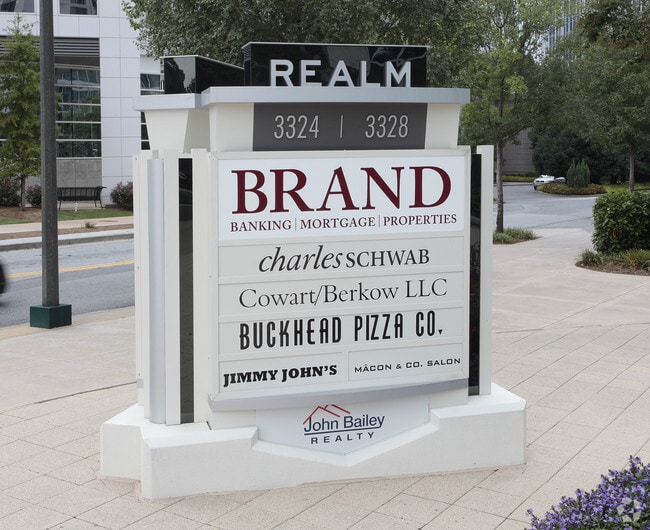 REALM
3324 | 3328
BRAND
BANKING | MORTGAGE | PROPERTIES
charles SCHWAB
Cowart/Berkow LLC
BUCKHEAD PIZZA CO.
JIMMY JOHN'S
MÂCON & CO. SALON
John Bailey
REALTY